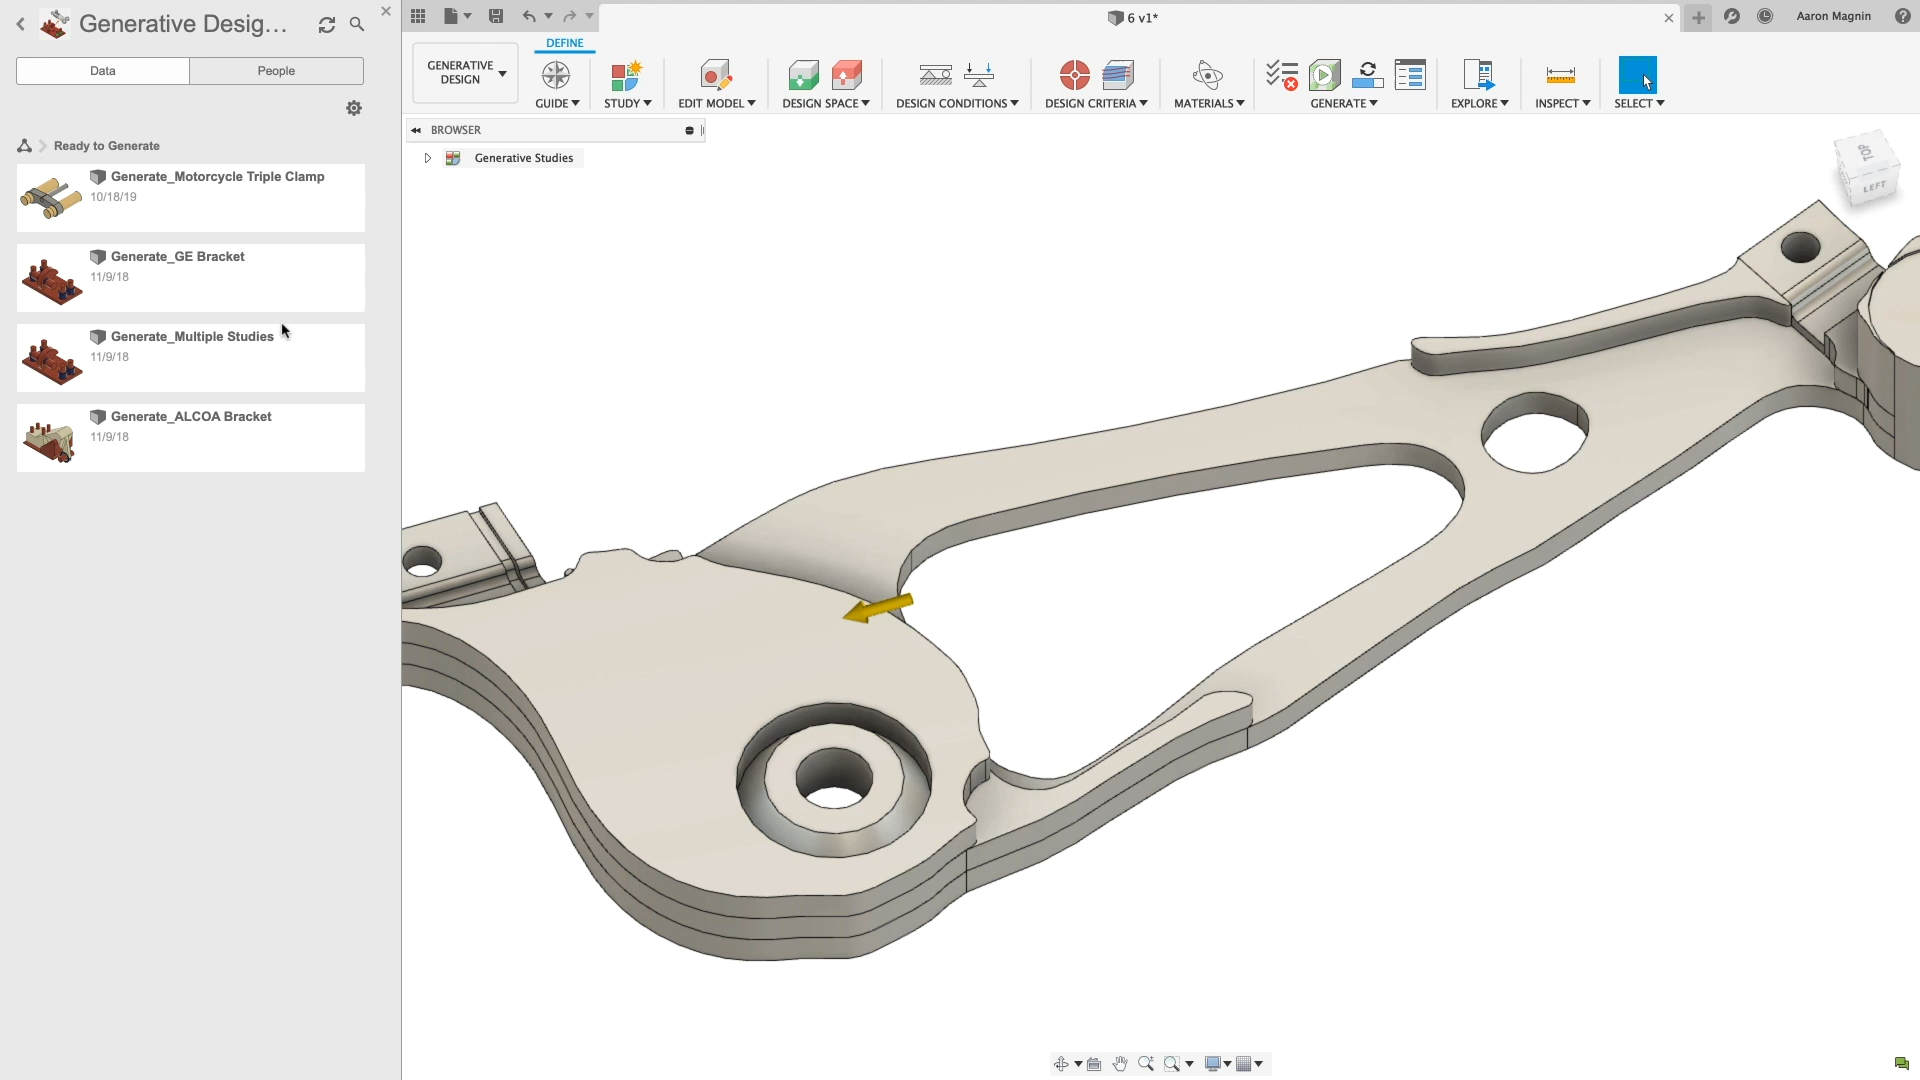 Generative Desig...
6 v1*
Aaron Magnin
Data
People
GENERATIVE
DESIGN
DEFINE
GUIDE
STUDY
EDIT MODEL
DESIGN SPACE
DESIGN CONDITIONS
DESIGN CRITERIA
MATERIALS
GENERATE
EXPLORE
INSPECT
SELECT
BROWSER
Generative Studies
Ready to Generate
Generate_Motorcycle Triple Clamp
10/18/19
Generate_GE Bracket
11/9/18
Generate_Multiple Studies
11/9/18
Generate_ALCOA Bracket
11/9/18
TOP
LEFT